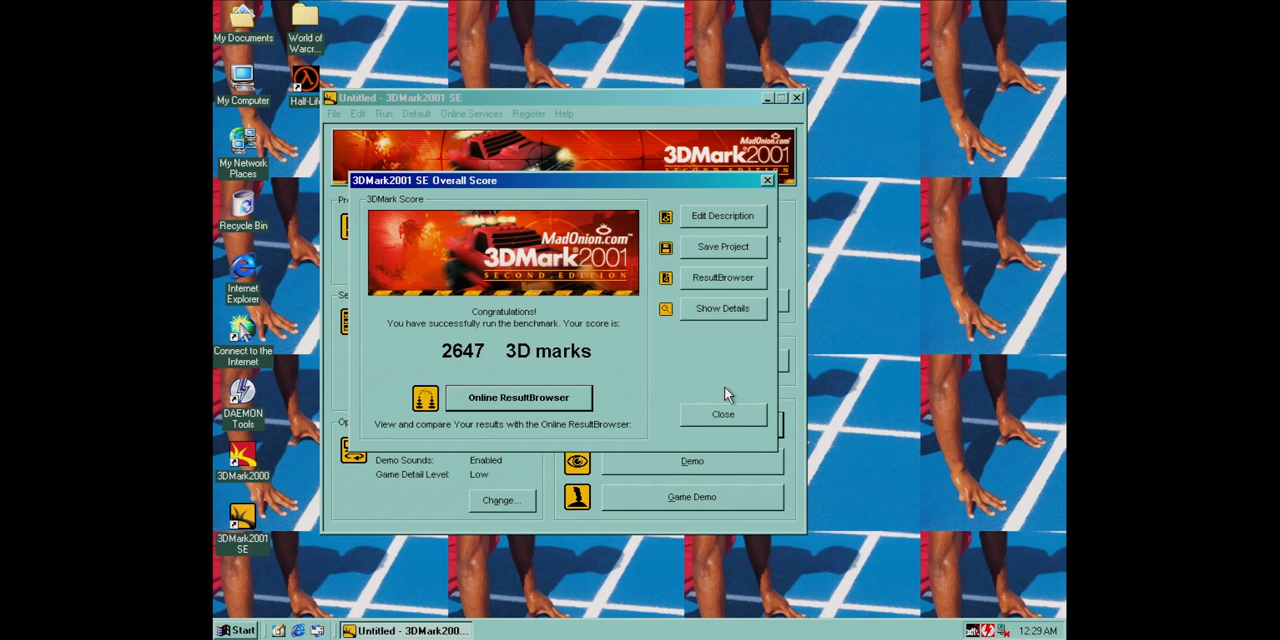 My Documents
World of
Warcr...
My Computer
Half-Life
My Network
Places
Recycle Bin
Internet
Explorer
Connect to the
Internet
DAEMON
Tools
3DMark2000
3DMark2001
SE
Untitled - 3DMark2001 SE
File Edit Run Default Online Services Register Help
MadOnion.com
3DMark2001
3DMark2001 SE Overall Score
3DMark Score
MadOnion.com™
3DMark2001
SECOND EDITION
Congratulations!
You have successfully run the benchmark. Your score is:
2647 3D marks
Online ResultBrowser
View and compare Your results with the Online ResultBrowser:
Edit Description
Save Project
ResultBrowser
Show Details
Close
Pr
Se
Op
Demo Sounds: Enabled
Game Detail Level: Low
Change...
Demo
Game Demo
Start
Untitled - 3DMark200...
12:29 AM